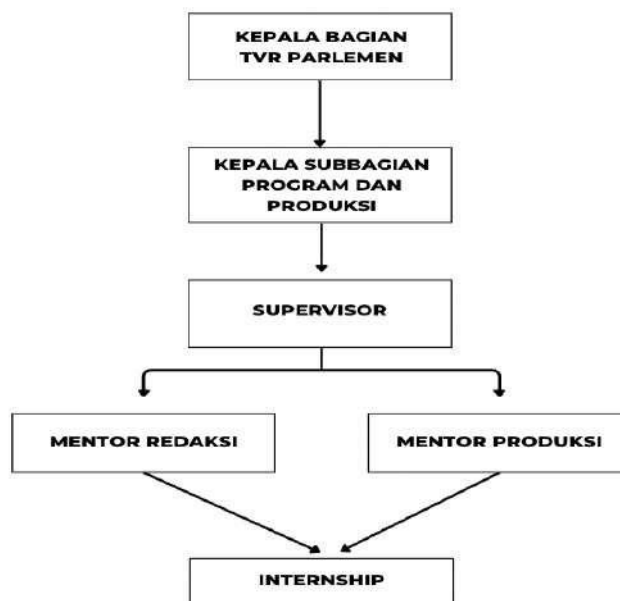 KEPALA BAGIAN
TVR PARLEMEN
KEPALA SUBBAGIAN
PROGRAM DAN
PRODUKSI
SUPERVISOR
MENTOR REDAKSI
MENTOR PRODUKSI
INTERNSHIP